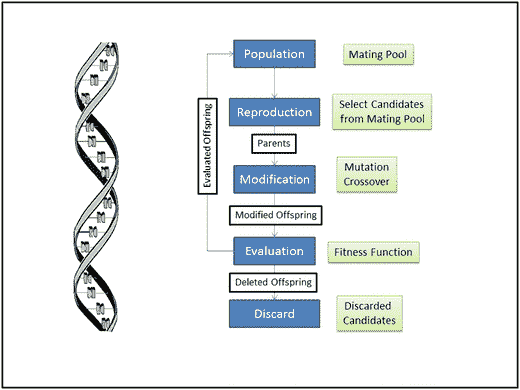 Population
Mating Pool
Reproduction
Select Candidates
from Mating Pool
Parents
Evaluated Offspring
Modification
Mutation
Crossover
Modified Offspring
Evaluation
Fitness Function
Deleted Offspring
Discard
Discarded
Candidates